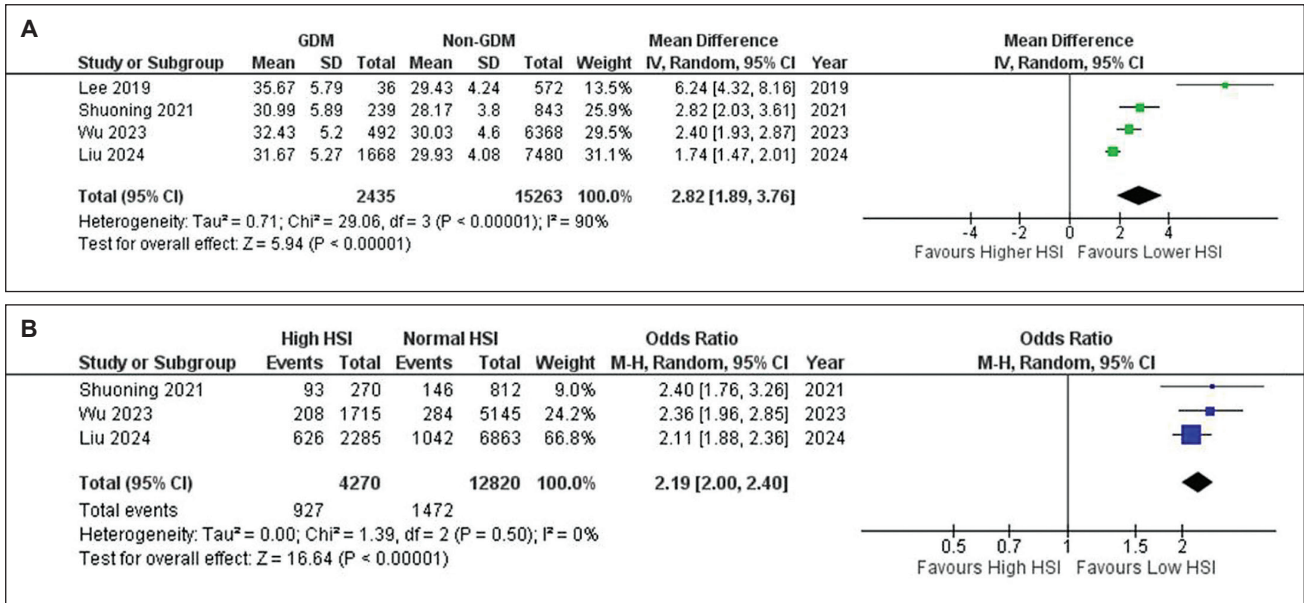 A
GDM Non-GDM Mean Difference Mean Difference
Study or Subgroup Mean SD Total Mean SD Total Weight IV, Random, 95% CI Year IV, Random, 95% CI
Lee 2019 35.67 5.79 36 29.43 4.24 572 13.5% 6.24 [4.32, 8.16] 2019
Shuoning 2021 30.99 5.89 239 28.17 3.8 843 25.9% 2.82 [2.03, 3.61] 2021
Wu 2023 32.43 5.2 492 30.03 4.6 6368 29.5% 2.40 [1.93, 2.87] 2023
Liu 2024 31.67 5.27 1668 29.93 4.08 7480 31.1% 1.74 [1.47, 2.01] 2024
Total (95% CI) 2435 15263 100.0% 2.82 [1.89, 3.76]
Heterogeneity: Tau² = 0.71; Chi² = 29.06, df = 3 (P < 0.00001); I² = 90%
Test for overall effect: Z = 5.94 (P < 0.00001)
-4 -2 0 2 4
Favours Higher HSI Favours Lower HSI
B
High HSI Normal HSI Odds Ratio Odds Ratio
Study or Subgroup Events Total Events Total Weight M-H, Random, 95% CI Year M-H, Random, 95% CI
Shuoning 2021 93 270 146 812 9.0% 2.40 [1.76, 3.26] 2021
Wu 2023 208 1715 284 5145 24.2% 2.36 [1.96, 2.85] 2023
Liu 2024 626 2285 1042 6863 66.8% 2.11 [1.88, 2.36] 2024
Total (95% CI) 4270 12820 100.0% 2.19 [2.00, 2.40]
Total events 927 1472
Heterogeneity: Tau² = 0.00; Chi² = 1.39, df = 2 (P = 0.50); I² = 0%
Test for overall effect: Z = 16.64 (P < 0.00001)
0.5 0.7 1 1.5 2
Favours High HSI Favours Low HSI